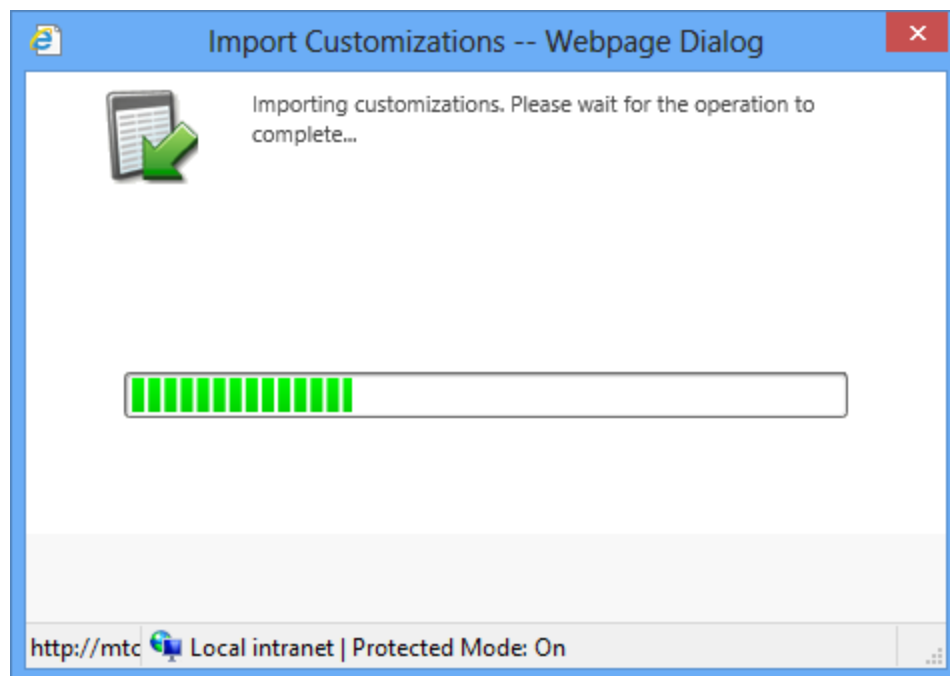 Import Customizations -- Webpage Dialog
Importing customizations. Please wait for the operation to
complete...
http://mtc Local intranet | Protected Mode: On